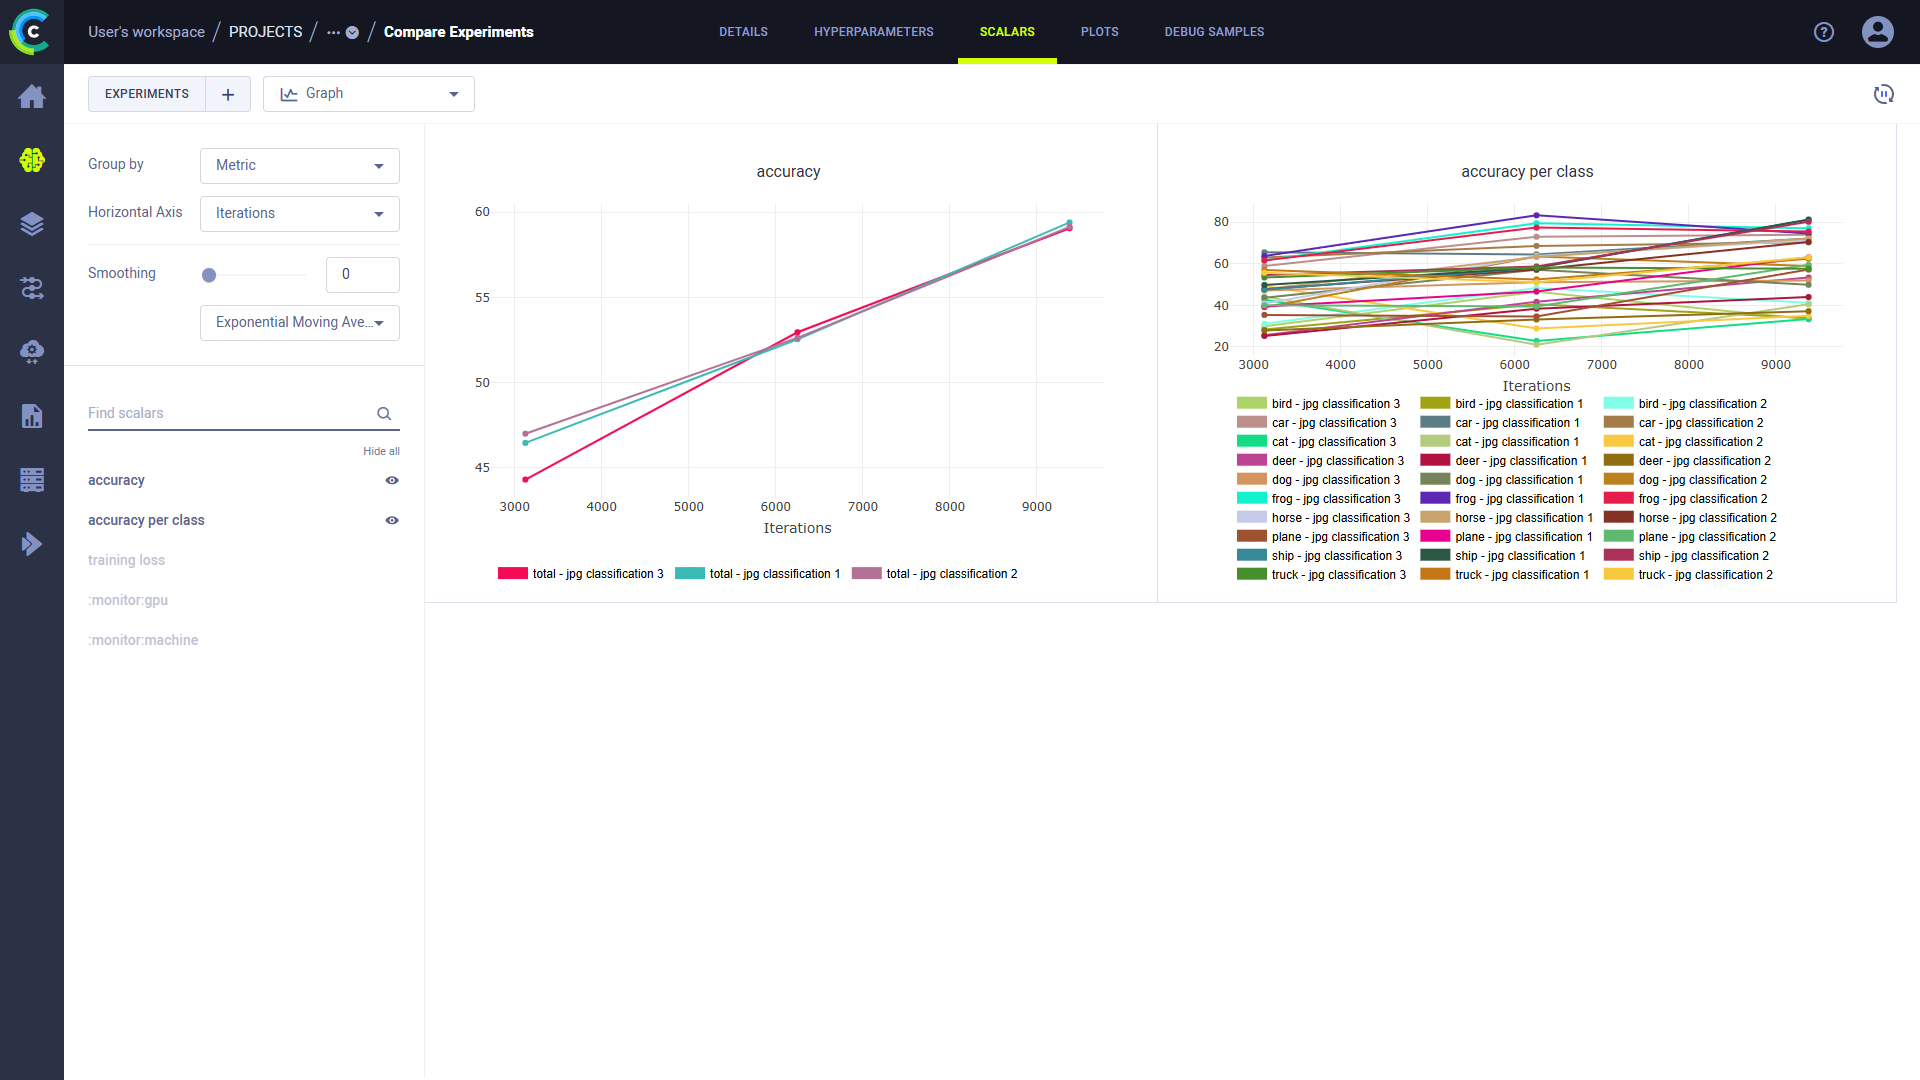 User's workspace / PROJECTS / ... / Compare Experiments
DETAILS HYPERPARAMETERS SCALARS PLOTS DEBUG SAMPLES
EXPERIMENTS + Graph
Group by Metric
Horizontal Axis Iterations
Smoothing 0
Exponential Moving Ave...
Find scalars
Hide all
accuracy
accuracy per class
training loss
:monitor:gpu
:monitor:machine
accuracy
60
55
50
45
3000 4000 5000 6000 7000 8000 9000
Iterations
total - jpg classification 3 total - jpg classification 1 total - jpg classification 2
accuracy per class
80
60
40
20
3000 4000 5000 6000 7000 8000 9000
Iterations
bird - jpg classification 3 bird - jpg classification 1 bird - jpg classification 2
car - jpg classification 3 car - jpg classification 1 car - jpg classification 2
cat - jpg classification 3 cat - jpg classification 1 cat - jpg classification 2
deer - jpg classification 3 deer - jpg classification 1 deer - jpg classification 2
dog - jpg classification 3 dog - jpg classification 1 dog - jpg classification 2
frog - jpg classification 3 frog - jpg classification 1 frog - jpg classification 2
horse - jpg classification 3 horse - jpg classification 1 horse - jpg classification 2
plane - jpg classification 3 plane - jpg classification 1 plane - jpg classification 2
ship - jpg classification 3 ship - jpg classification 1 ship - jpg classification 2
truck - jpg classification 3 truck - jpg classification 1 truck - jpg classification 2